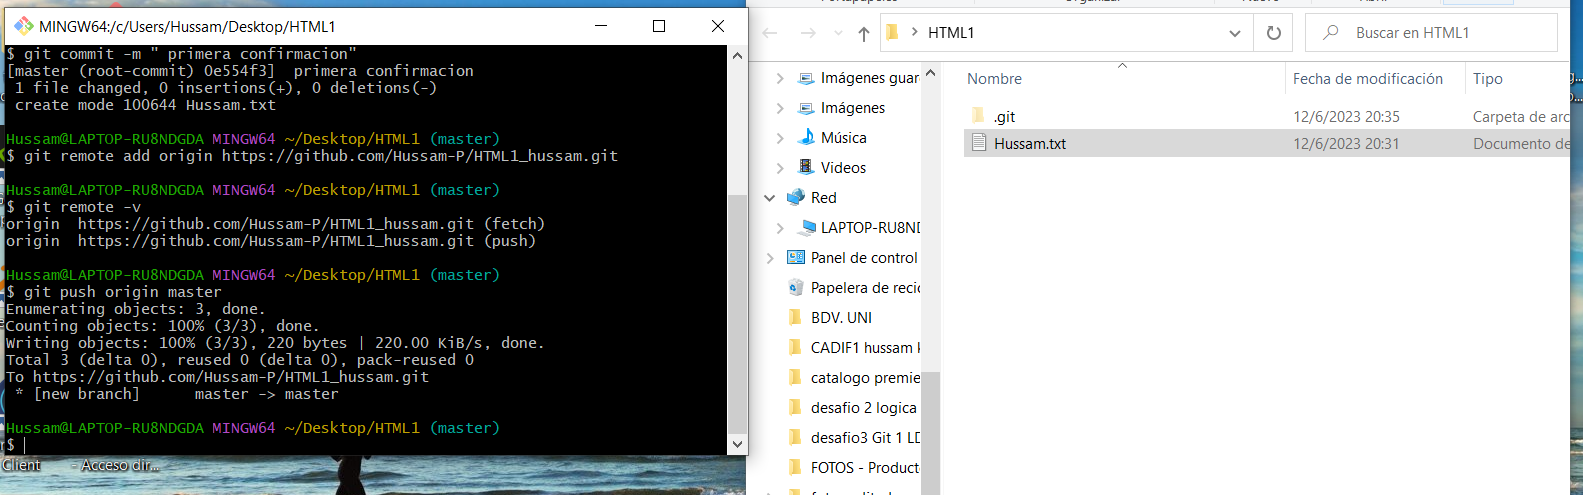 MINGW64:/c/Users/Hussam/Desktop/HTML1
$ git commit -m " primera confirmacion"
[master (root-commit) 0e554f3]  primera confirmacion
 1 file changed, 0 insertions(+), 0 deletions(-)
 create mode 100644 Hussam.txt
Hussam@LAPTOP-RU8NDGDA MINGW64 ~/Desktop/HTML1 (master)
$ git remote add origin https://github.com/Hussam-P/HTML1_hussam.git
Hussam@LAPTOP-RU8NDGDA MINGW64 ~/Desktop/HTML1 (master)
$ git remote -v
origin  https://github.com/Hussam-P/HTML1_hussam.git (fetch)
origin  https://github.com/Hussam-P/HTML1_hussam.git (push)
Hussam@LAPTOP-RU8NDGDA MINGW64 ~/Desktop/HTML1 (master)
$ git push origin master
Enumerating objects: 3, done.
Counting objects: 100% (3/3), done.
Writing objects: 100% (3/3), 220 bytes | 220.00 KiB/s, done.
Total 3 (delta 0), reused 0 (delta 0), pack-reused 0
To https://github.com/Hussam-P/HTML1_hussam.git
 * [new branch]      master -> master
Hussam@LAPTOP-RU8NDGDA MINGW64 ~/Desktop/HTML1 (master)
$
Client - Acceso dir...
HTML1
Buscar en HTML1
Imágenes guar
Imágenes
Música
Videos
Red
LAPTOP-RU8ND
Panel de control
Papelera de recic
BDV. UNI
CADIF1 hussam k
catalogo premie
desafio 2 logica
desafio3 Git 1 LD
FOTOS - Product
Nombre Fecha de modificación Tipo
.git 12/6/2023 20:35 Carpeta de arc
Hussam.txt 12/6/2023 20:31 Documento de